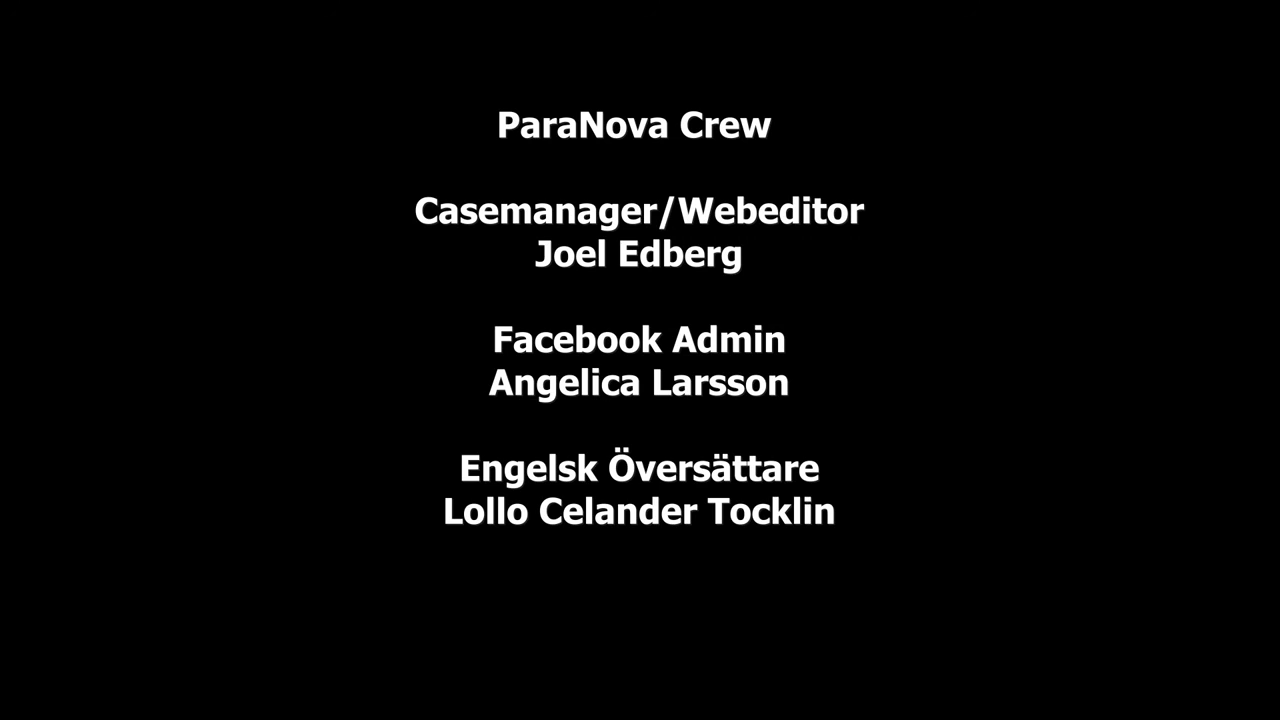 ParaNova Crew
Casemanager/Webeditor
Joel Edberg
Facebook Admin
Angelica Larsson
Engelsk Översättare
Lollo Celander Tocklin